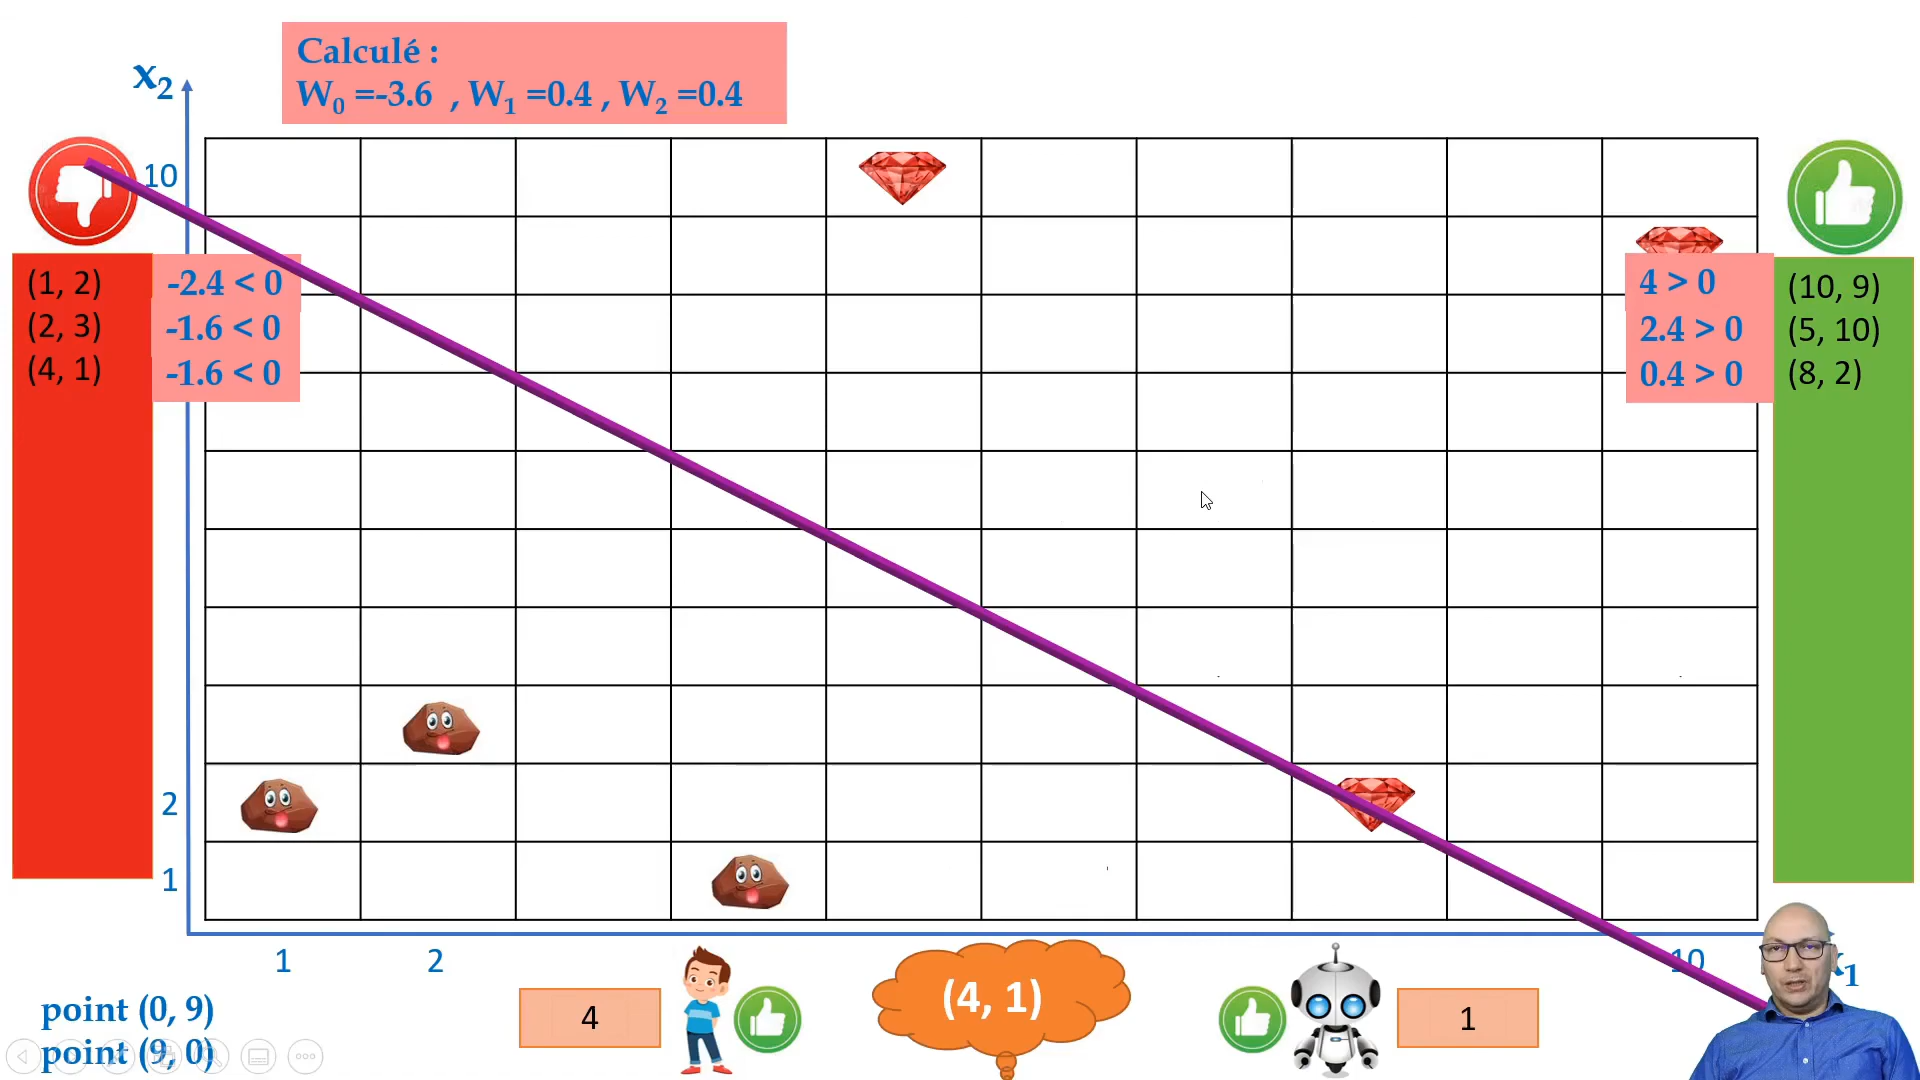 Calculé :
W0 =-3.6 , W1 =0.4 , W2 =0.4
x2
10
(1, 2)
(2, 3)
(4, 1)
-2.4 < 0
-1.6 < 0
-1.6 < 0
4 > 0
2.4 > 0
0.4 > 0
(10, 9)
(5, 10)
(8, 2)
2
1
1
2
10
x1
point (0, 9)
point (9, 0)
4
(4, 1)
1